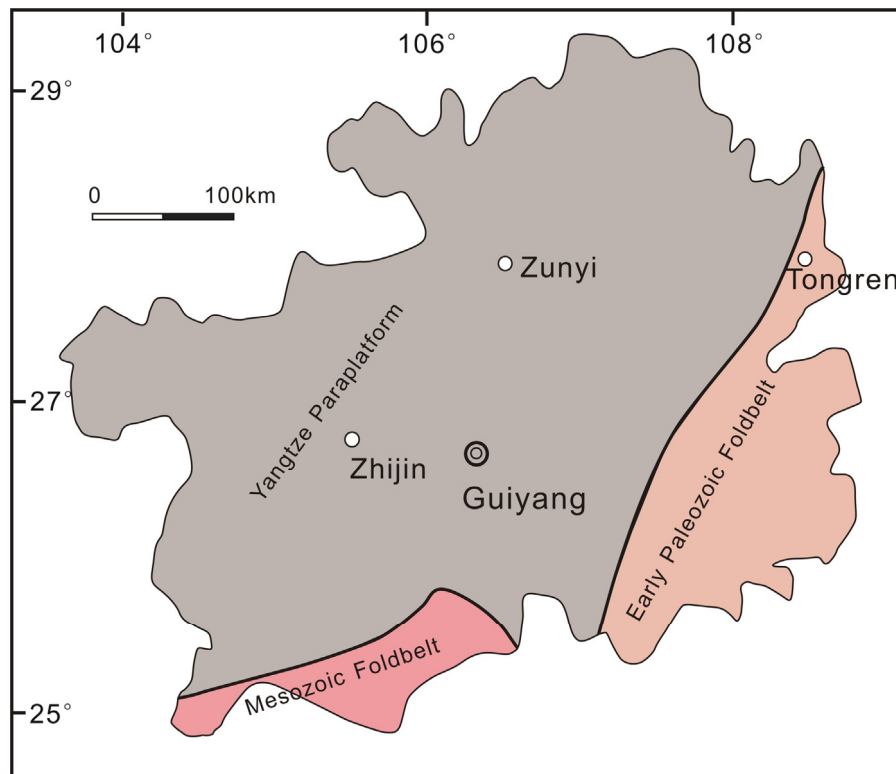 104°
106°
108°
29°
0
100km
Zunyi
Tongren
Yangtze Paraplatform
27°
Early Paleozoic Foldbelt
Zhijin
Guiyang
Mesozoic Foldbelt
25°